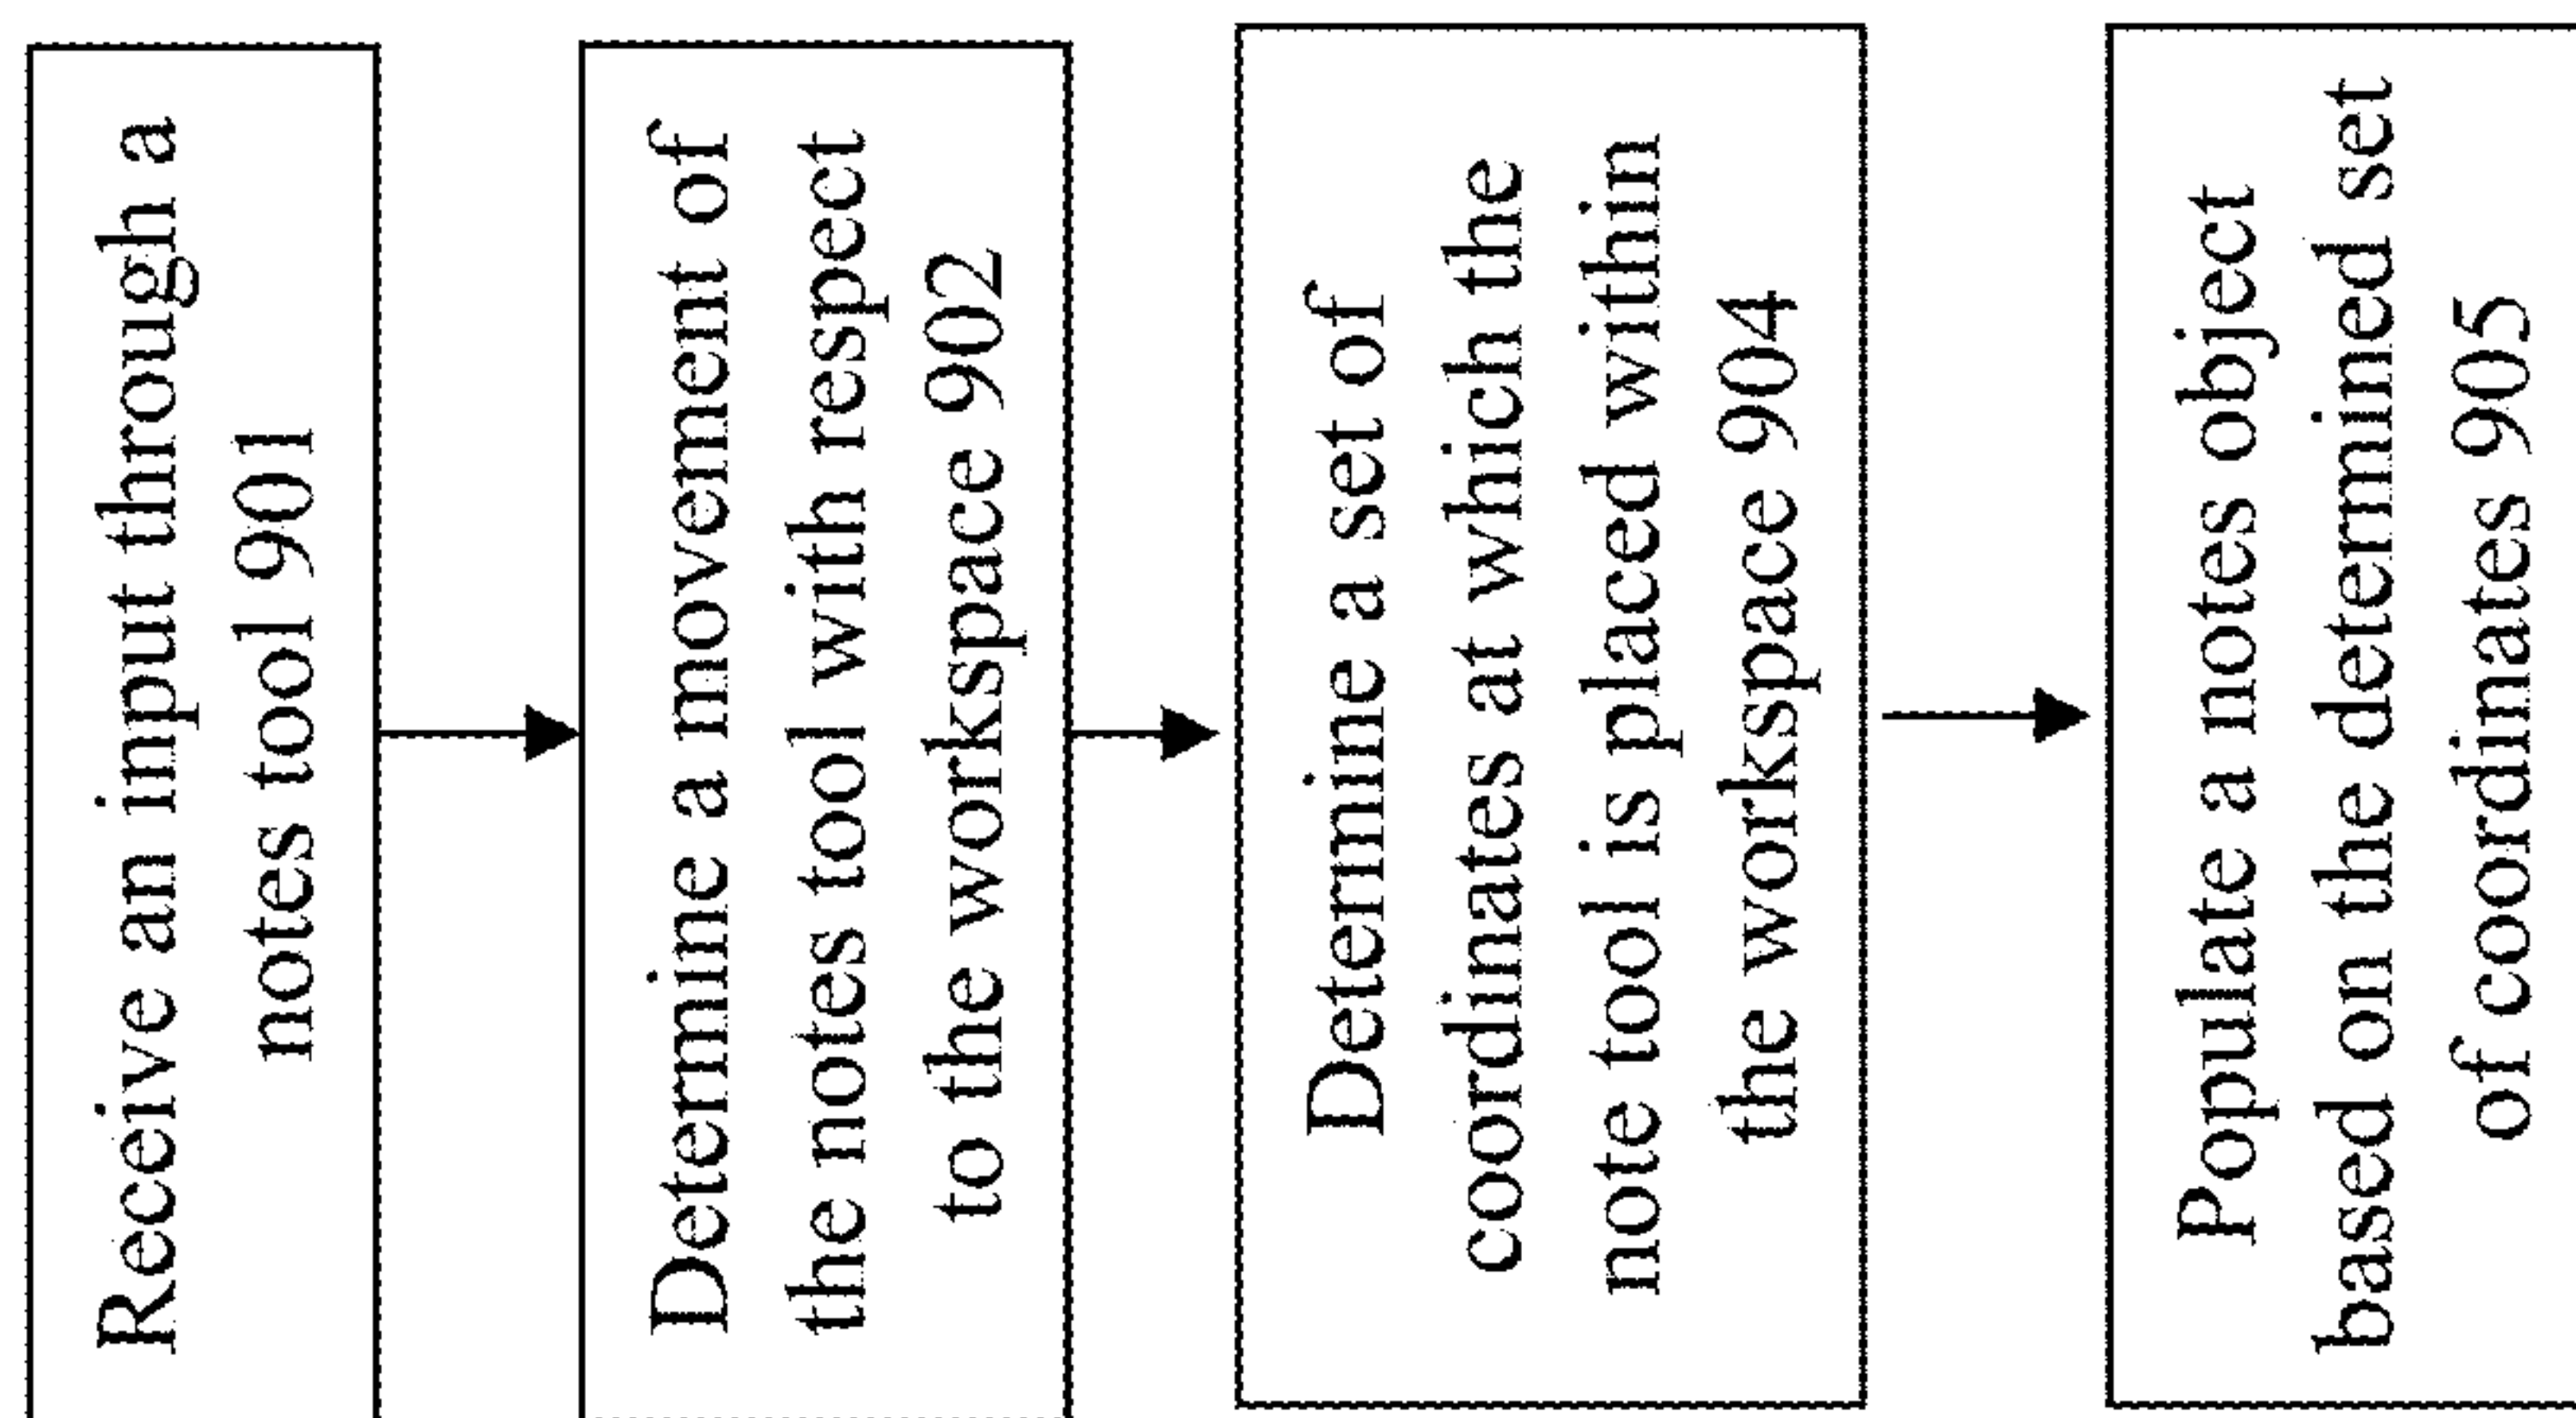 Receive an input through a
notes tool 901
Determine a movement of
the notes tool with respect
to the workspace 902
Determine a set of
coordinates at which the
note tool is placed within
the workspace 904
Populate a notes object
based on the determined set
of coordinates 905